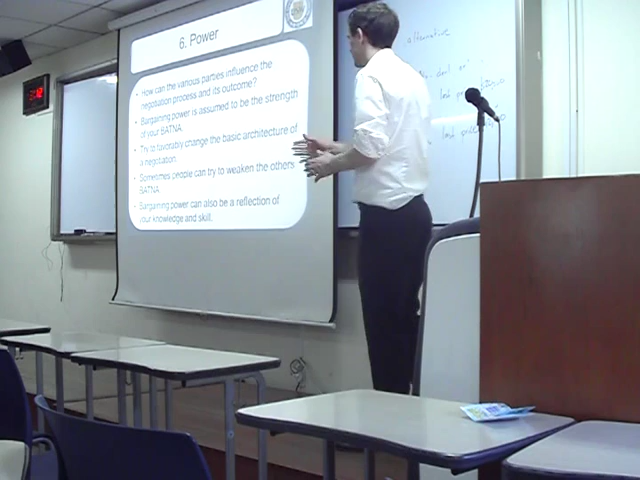 6. Power
• How can the various parties influence the
negotiation process and its outcome?
• Bargaining power is assumed to be the strength
of your BATNA.
• Try to favorably change the basic architecture of
a negotiation.
• Sometimes people can try to weaken the others
BATNA.
• Bargaining power can also be a reflection of
your knowledge and skill.
alternative